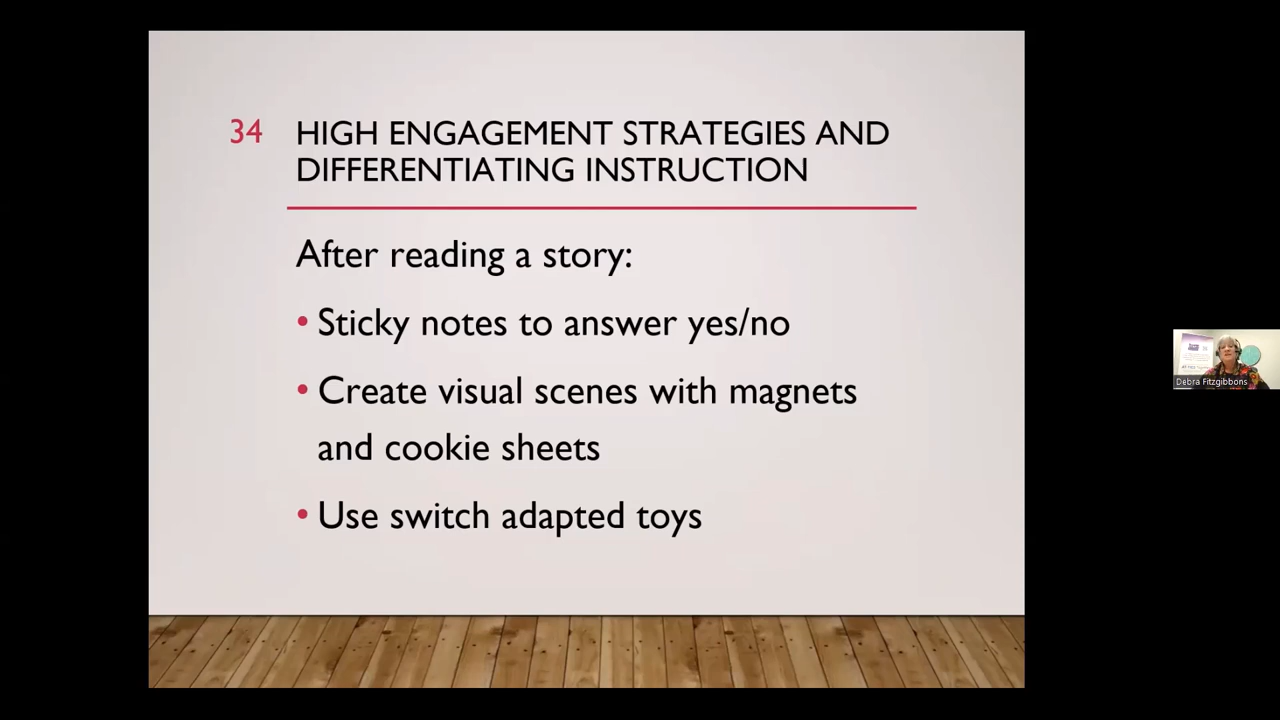 34
HIGH ENGAGEMENT STRATEGIES AND
DIFFERENTIATING INSTRUCTION
After reading a story:
• Sticky notes to answer yes/no
• Create visual scenes with magnets
and cookie sheets
• Use switch adapted toys
Debra Fitzgibbons